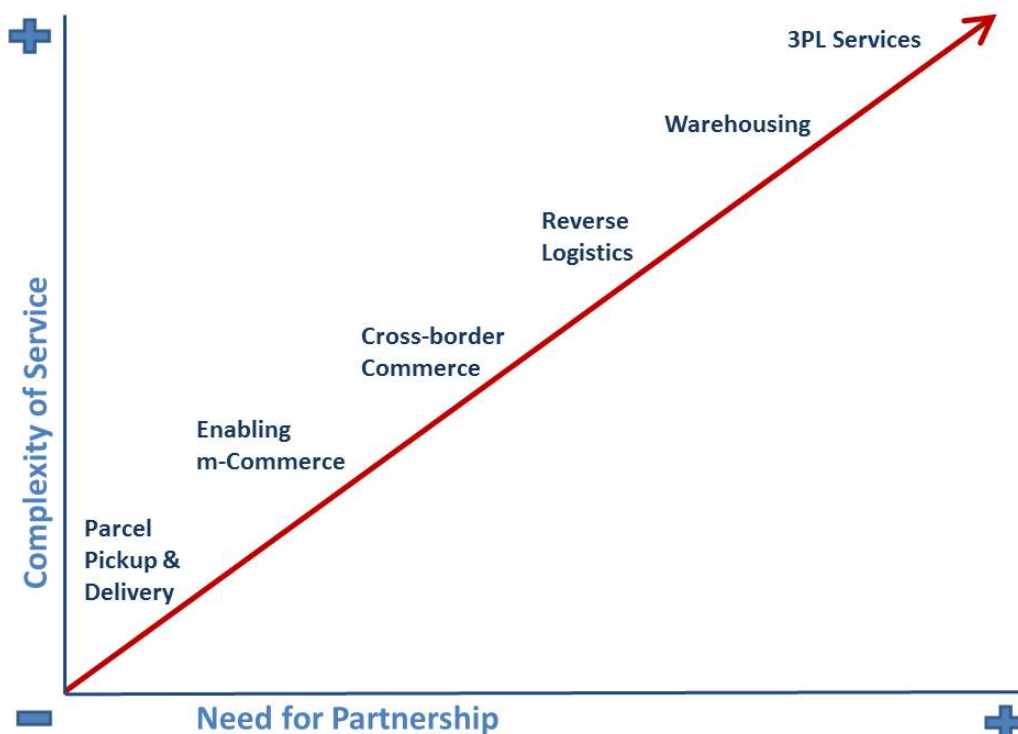 3PL Services
Warehousing
Reverse
Logistics
Cross-border
Commerce
Enabling
m-Commerce
Parcel
Pickup &
Delivery
Complexity of Service
Need for Partnership